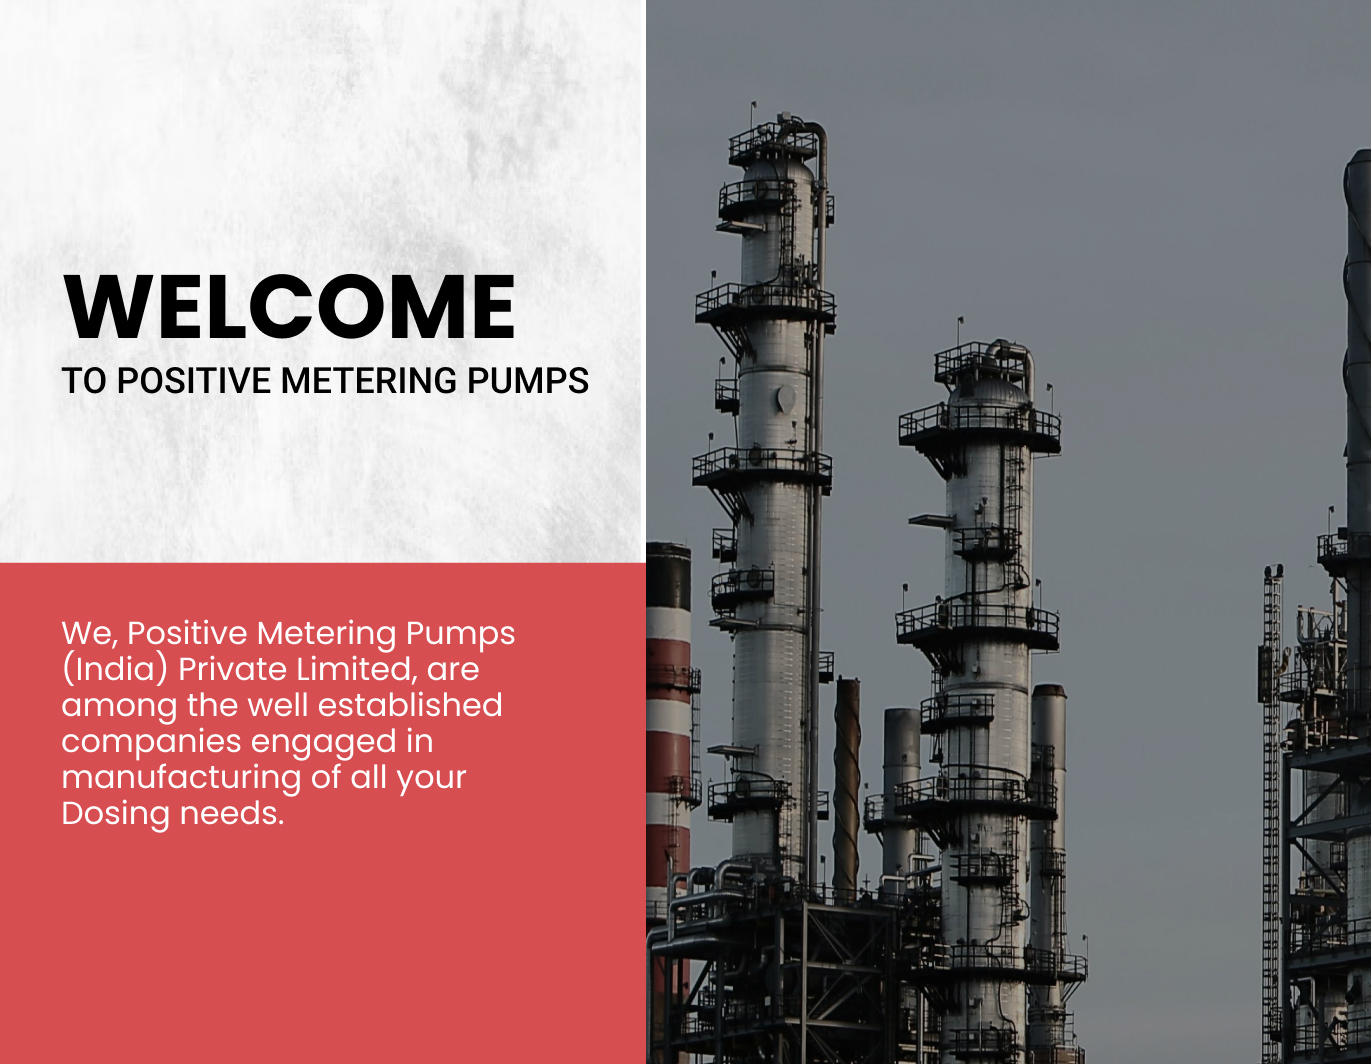 WELCOME
TO POSITIVE METERING PUMPS
We, Positive Metering Pumps
(India) Private Limited, are
among the well established
companies engaged in
manufacturing of all your
Dosing needs.